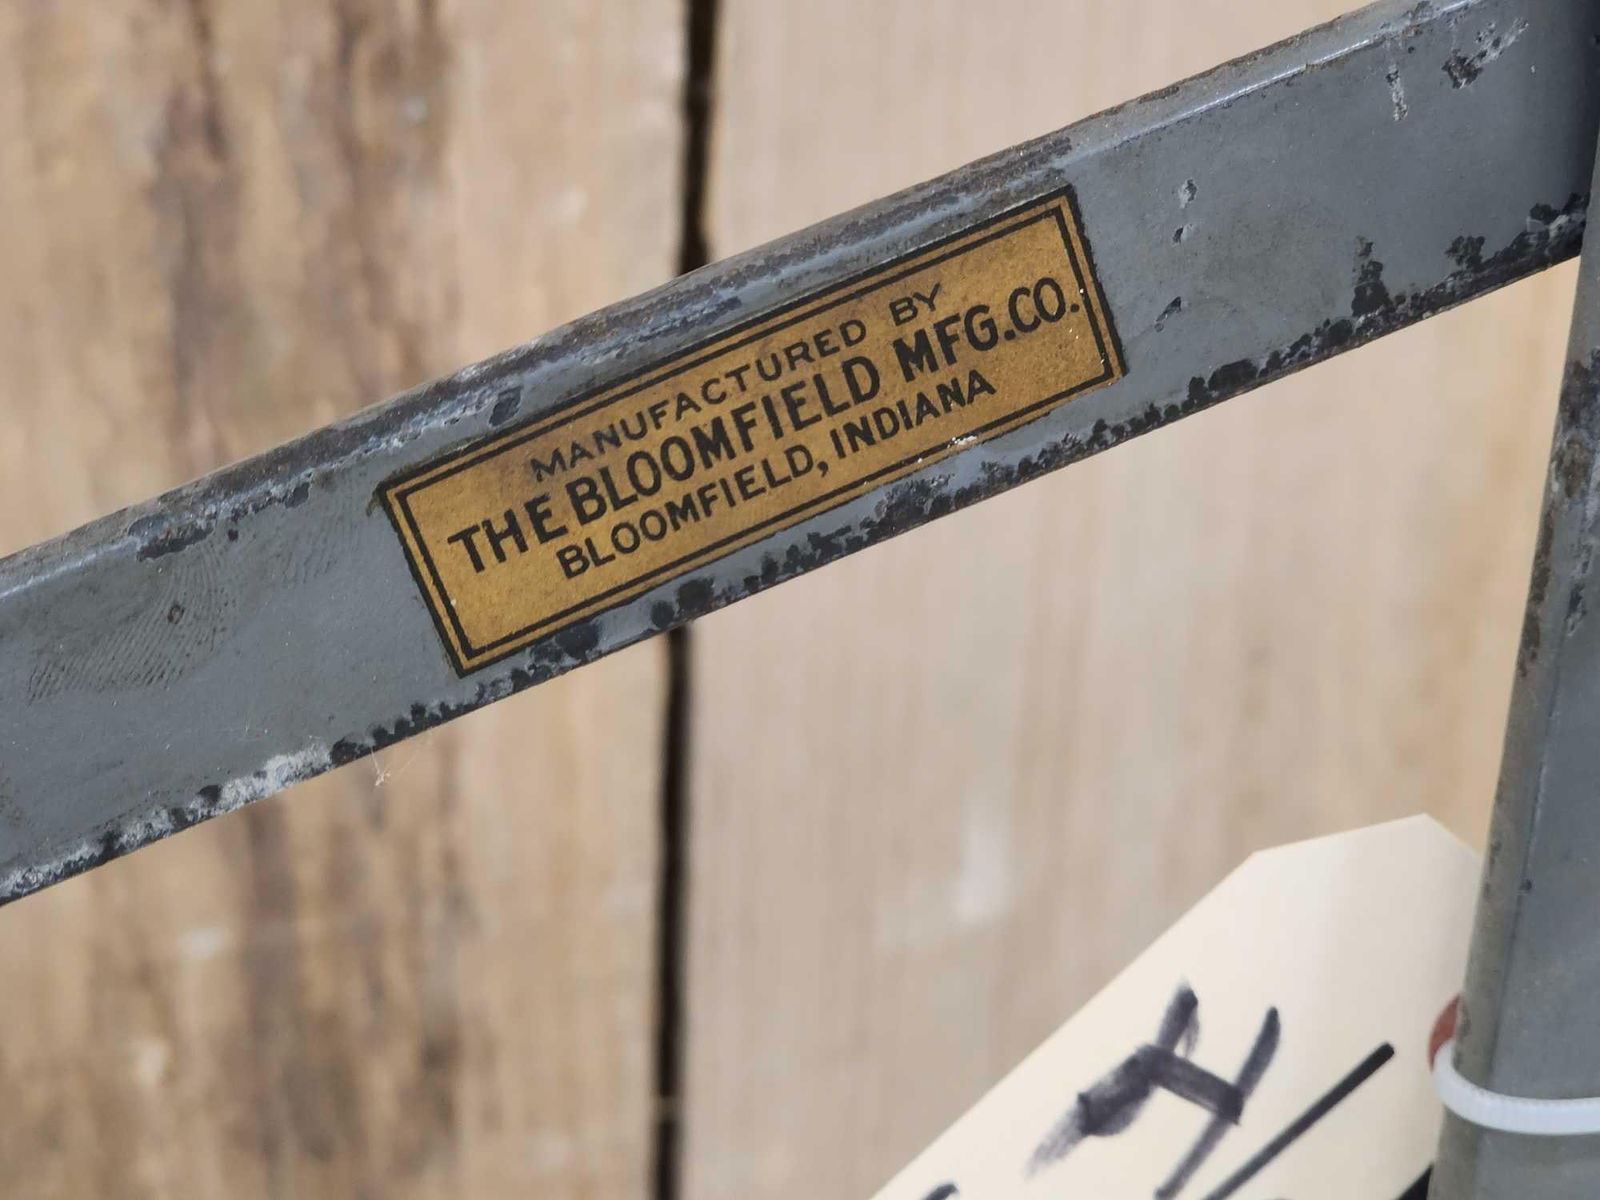 MANUFACTURED BY
THE BLOOMFIELD MFG.CO.
BLOOMFIELD, INDIANA